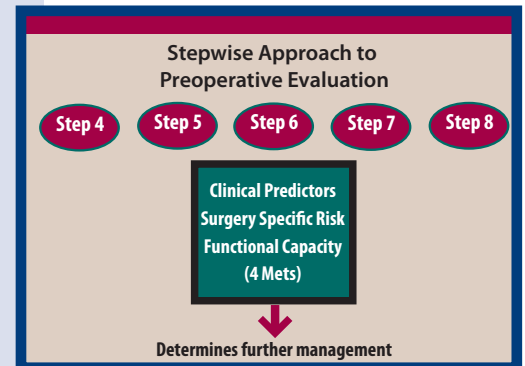 Stepwise Approach to
Preoperative Evaluation
Step 4 Step 5 Step 6 Step 7 Step 8
Clinical Predictors
Surgery Specific Risk
Functional Capacity
(4 Mets)
Determines further management